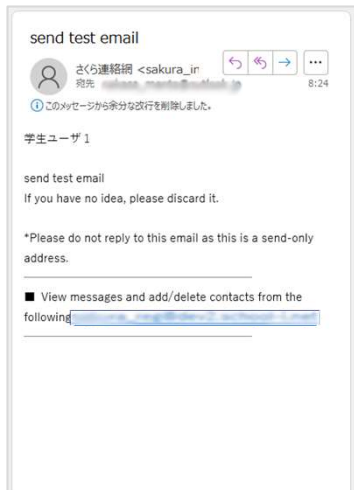 send test email
さくら連絡網 <sakura_in
宛先
8:24
このメッセージから余分な改行を削除しました。
学生ユーザ 1
send test email
If you have no idea, please discard it.
*Please do not reply to this email as this is a send-only
address.
■ View messages and add/delete contacts from the
following